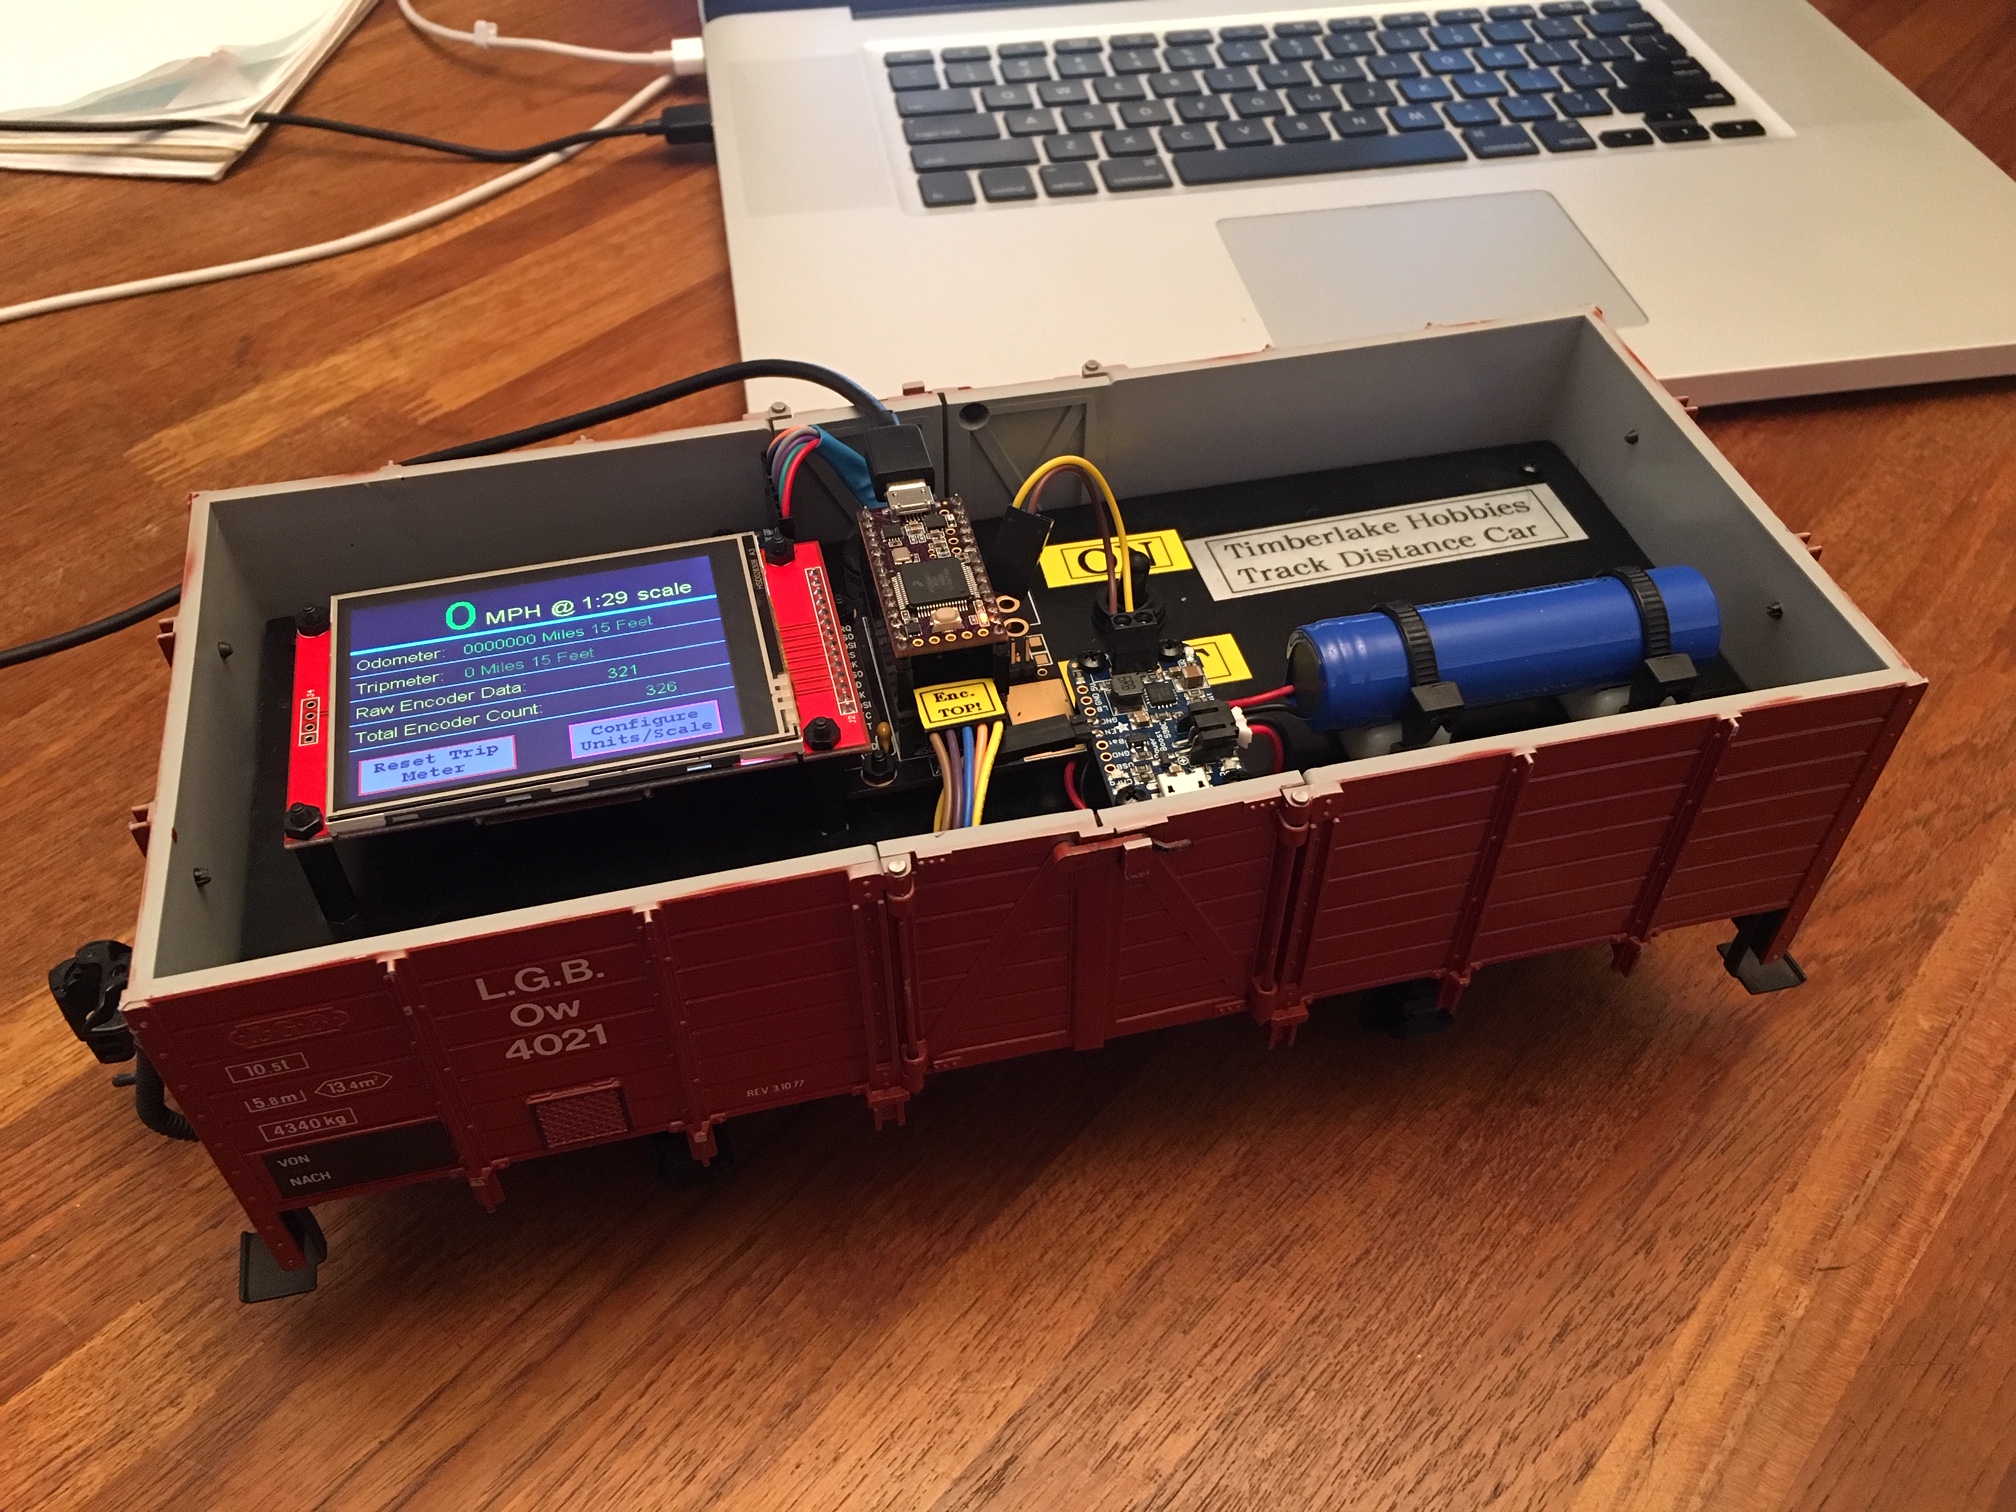 0 MPH @ 1:29 scale
Odometer: 0000000 Miles 15 Feet
Tripmeter: 0 Miles 15 Feet
Raw Encoder Data: 321
Total Encoder Count: 326
Reset Trip
Meter
Configure
Units/Scale
Enc.
TOP!
ON
Timberlake Hobbies
Track Distance Car
L.G.B.
Ow
4021
10.5t
5.8m 13.4m²
4340 kg
VON
NACH
REV 3.10.77